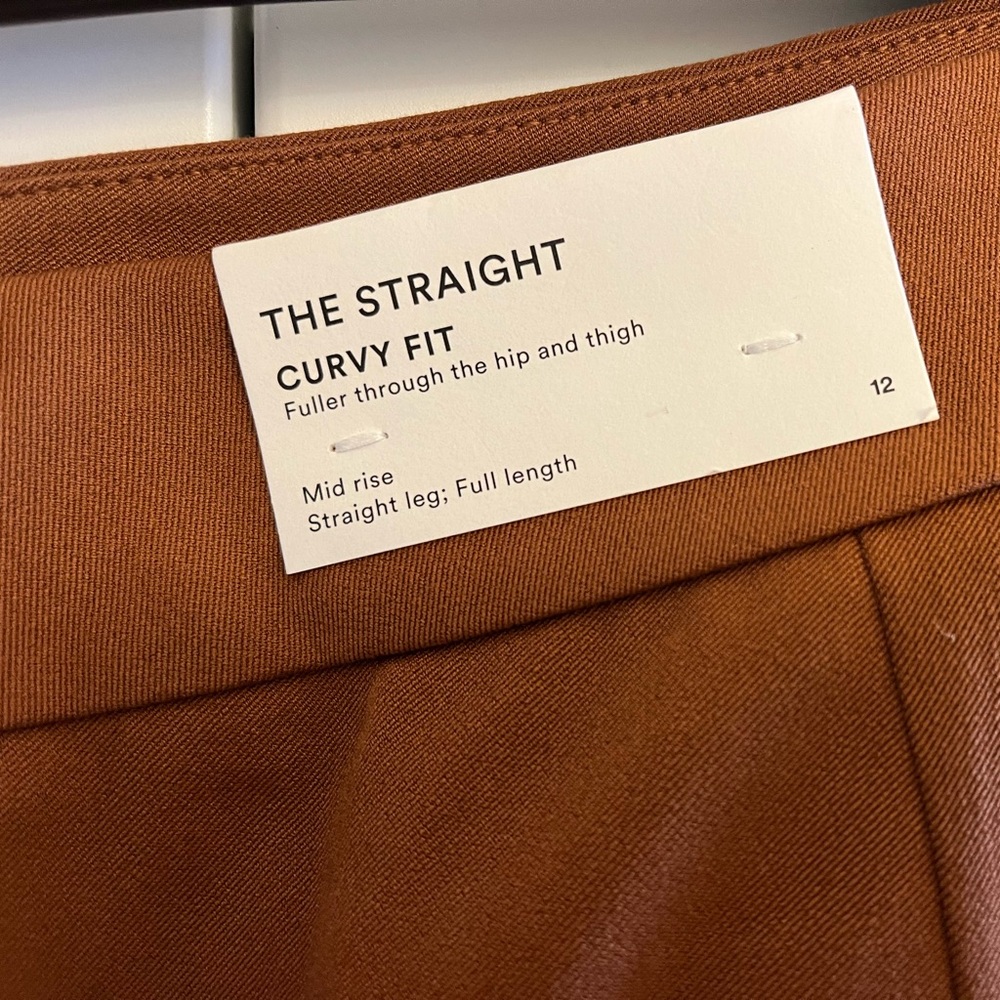 THE STRAIGHT
CURVY FIT
Fuller through the hip and thigh
12
Mid rise
Straight leg; Full length